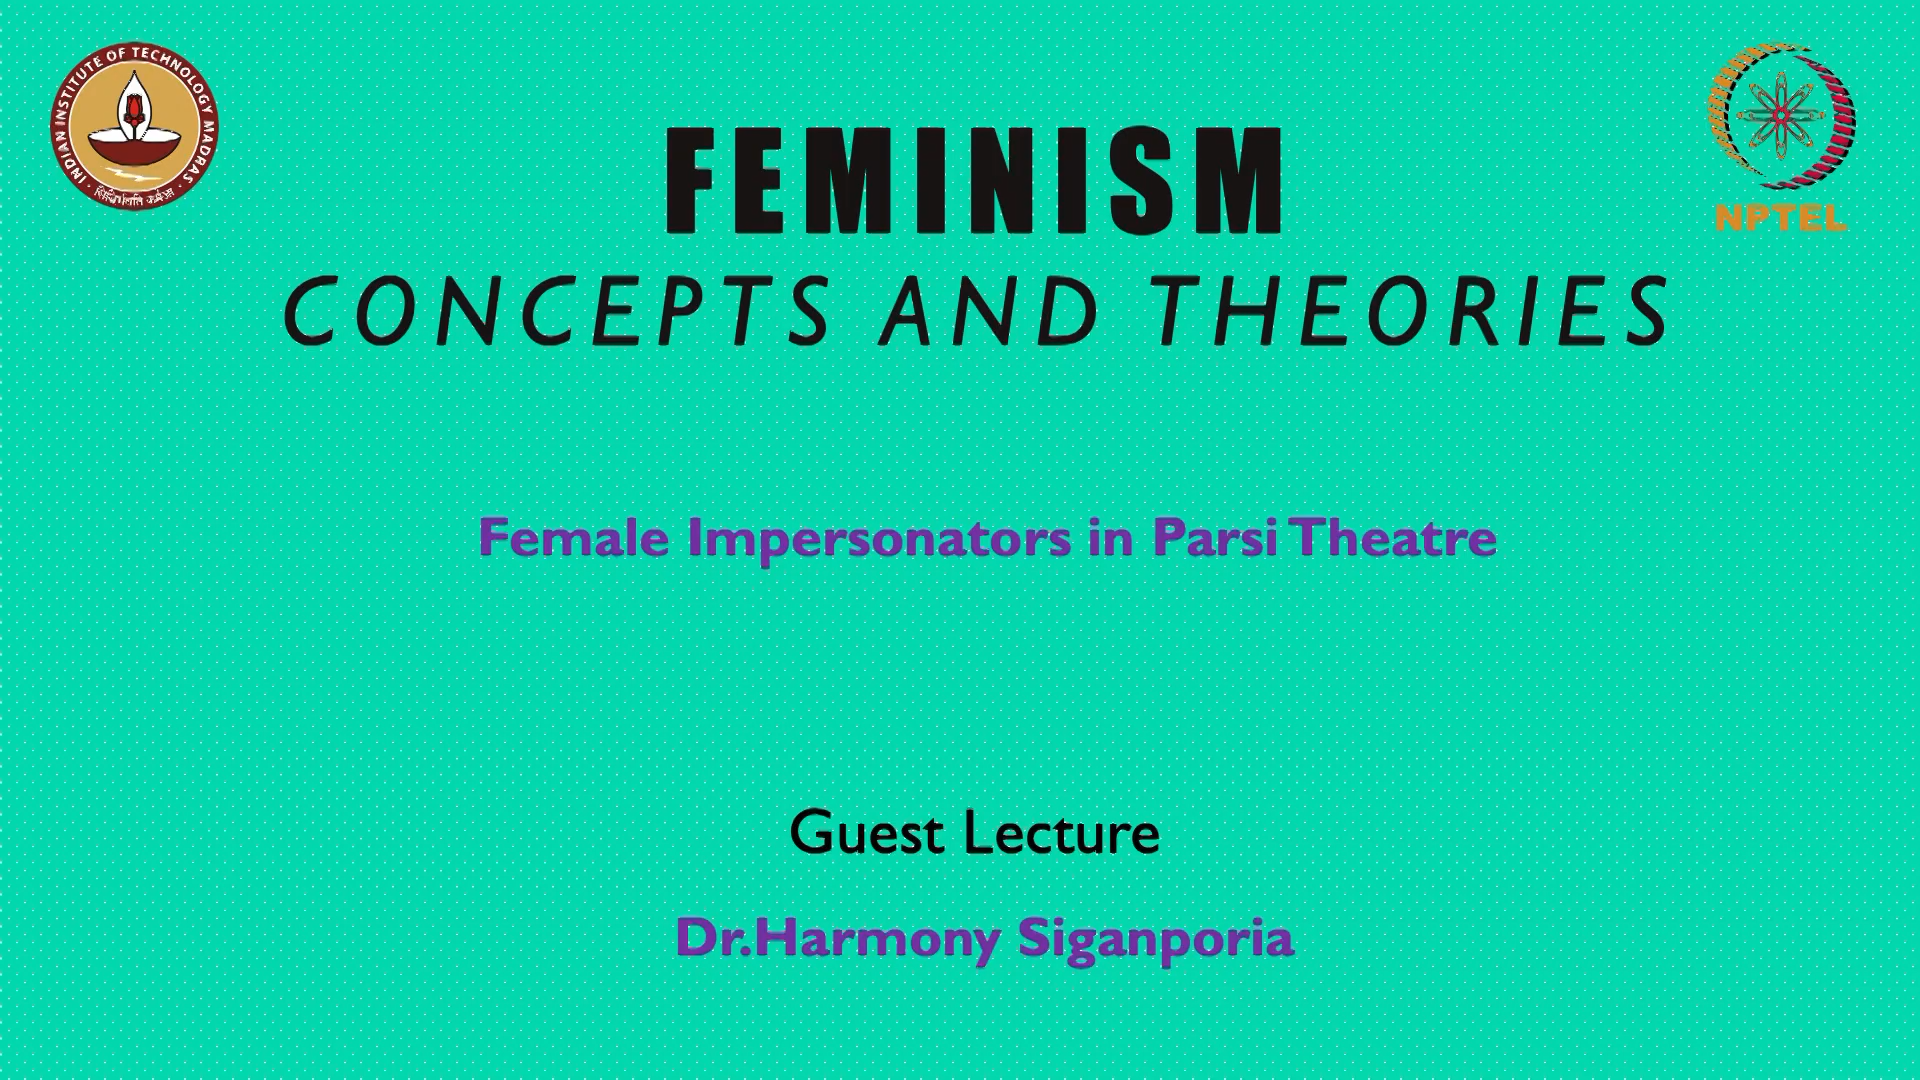 INDIAN INSTITUTE OF TECHNOLOGY MADRAS
NPTEL
FEMINISM
CONCEPTS AND THEORIES
Female Impersonators in Parsi Theatre
Guest Lecture
Dr.Harmony Siganporia